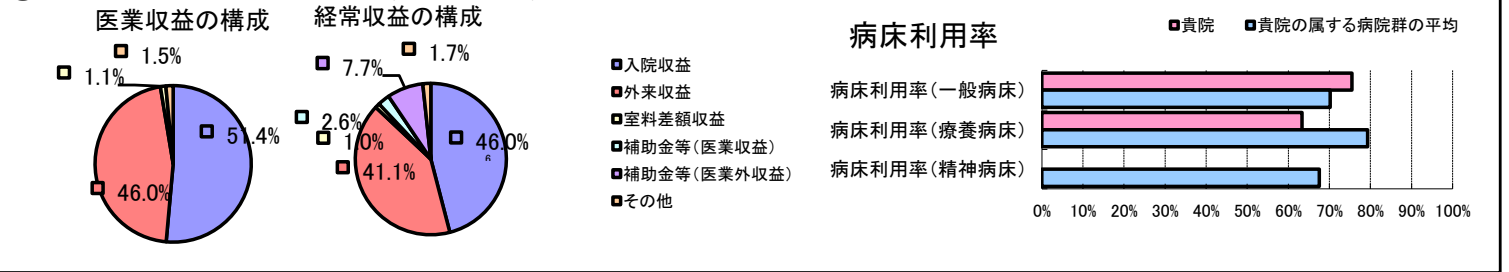 医業収益の構成
1.5%
1.1%
51.4%
46.0%
経常収益の構成
1.7%
7.7%
2.6%
1.0%
46.0%
41.1%
入院収益
外来収益
室料差額収益
補助金等(医業収益)
補助金等(医業外収益)
その他
病床利用率
貴院 貴院の属する病院群の平均
病床利用率(一般病床)
病床利用率(療養病床)
病床利用率(精神病床)
0% 10% 20% 30% 40% 50% 60% 70% 80% 90% 100%